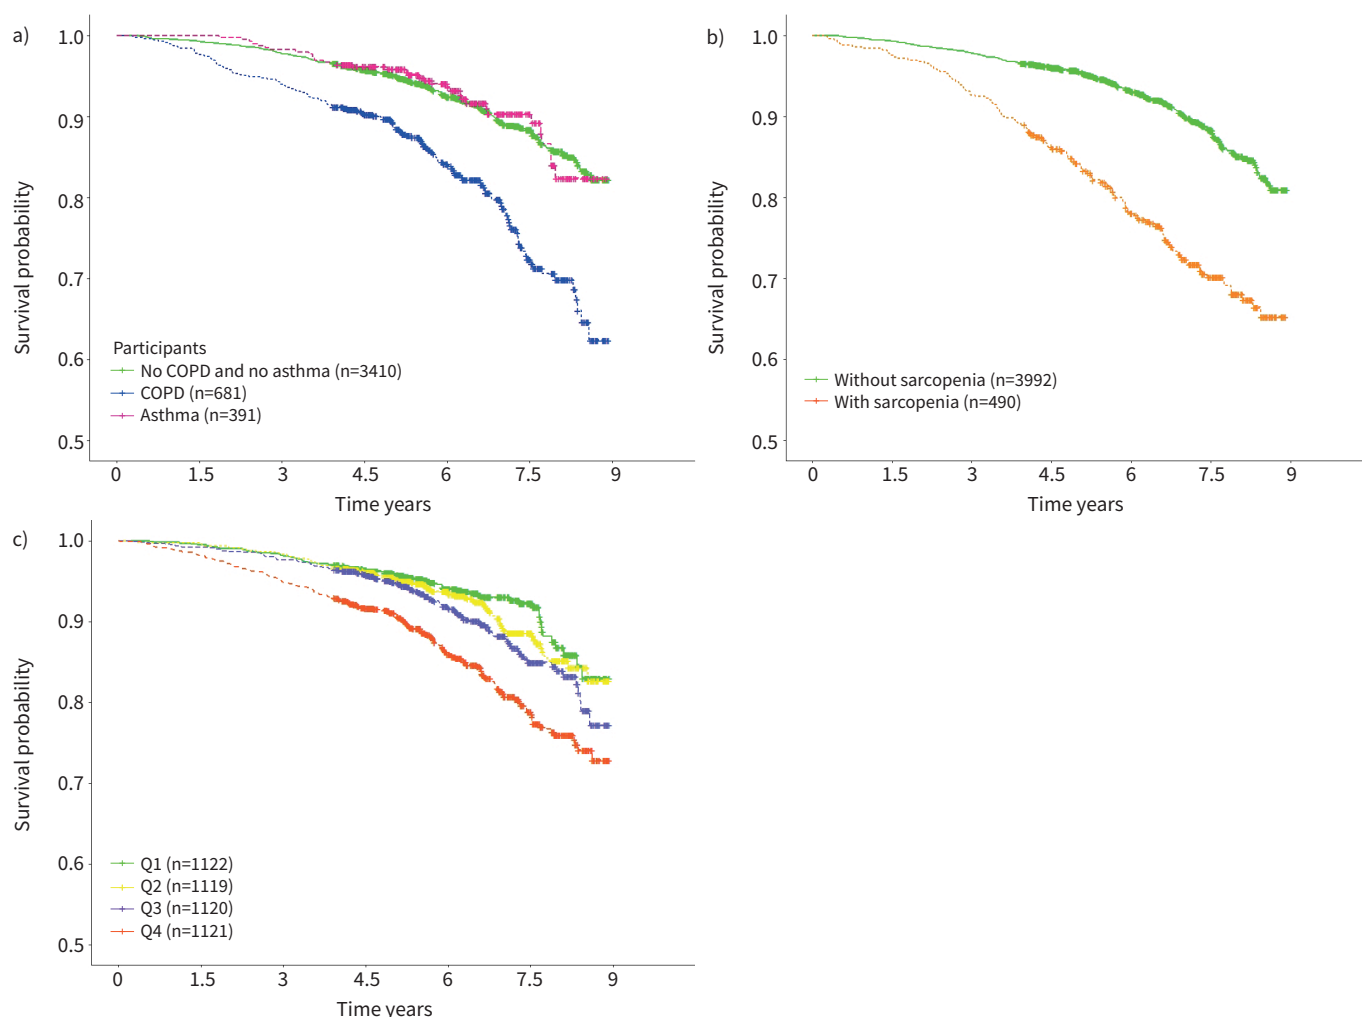 a)
1.0
0.9
0.8
0.7
0.6
0.5
Survival probability
Participants
No COPD and no asthma (n=3410)
COPD (n=681)
Asthma (n=391)
0 1.5 3 4.5 6 7.5 9
Time years
b)
1.0
0.9
0.8
0.7
0.6
0.5
Survival probability
Without sarcopenia (n=3992)
With sarcopenia (n=490)
0 1.5 3 4.5 6 7.5 9
Time years
c)
1.0
0.9
0.8
0.7
0.6
0.5
Survival probability
Q1 (n=1122)
Q2 (n=1119)
Q3 (n=1120)
Q4 (n=1121)
0 1.5 3 4.5 6 7.5 9
Time years